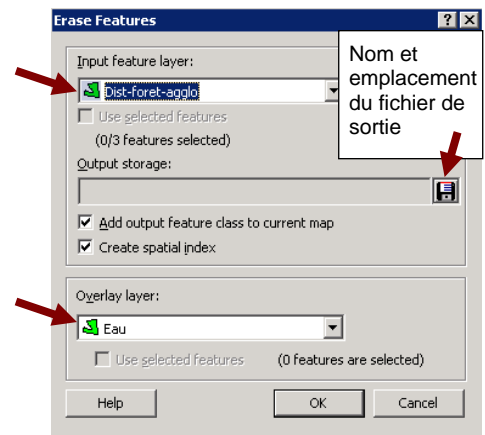 Erase Features
Input feature layer:
Nom et
emplacement
du fichier de
sortie
Dist-foret-agglo
Use selected features
(0/3 features selected)
Output storage:
Add output feature class to current map
Create spatial index
Overlay layer:
Eau
Use selected features (0 features are selected)
Help OK Cancel